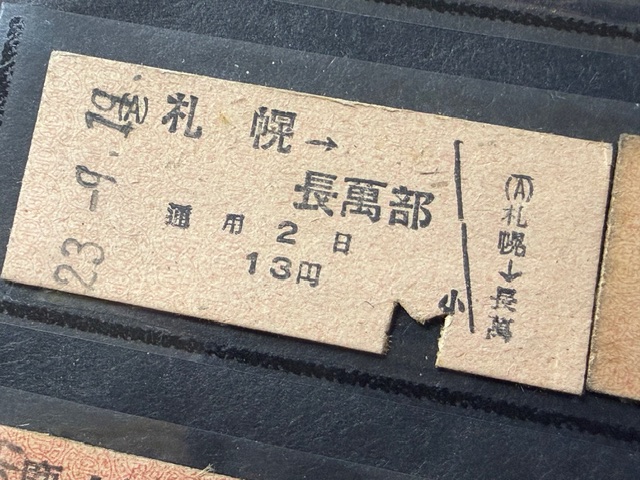 23.-9.19
札幌→
長萬部
通用2日
13円
小
Ⓐ札幌→長萬